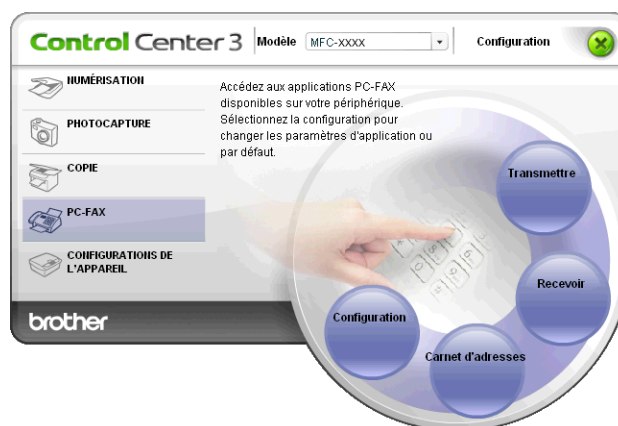 Control Center 3
Modèle
MFC-XXXX
Configuration
NUMÉRISATION
PHOTOCAPTURE
COPIE
PC-FAX
CONFIGURATIONS DE
L'APPAREIL
Accédez aux applications PC-FAX
disponibles sur votre périphérique.
Sélectionnez la configuration pour
changer les paramètres d'application ou
par défaut.
Transmettre
Recevoir
Carnet d'adresses
Configuration
brother